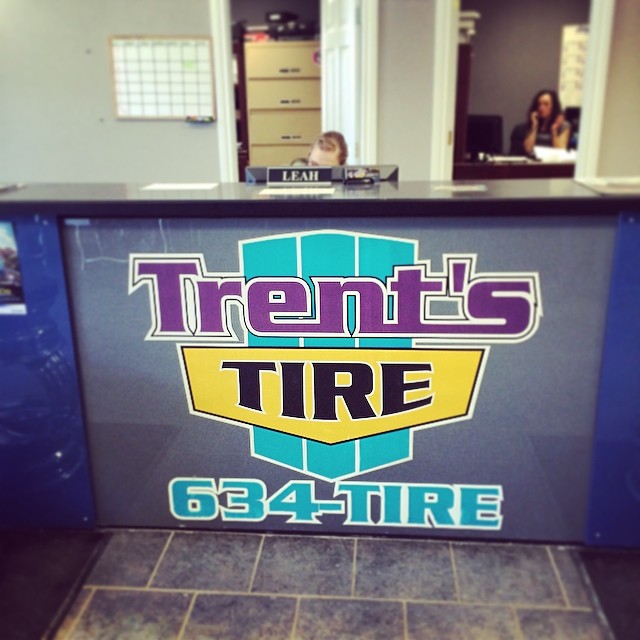 LEAH
Trent's
TIRE
634-TIRE